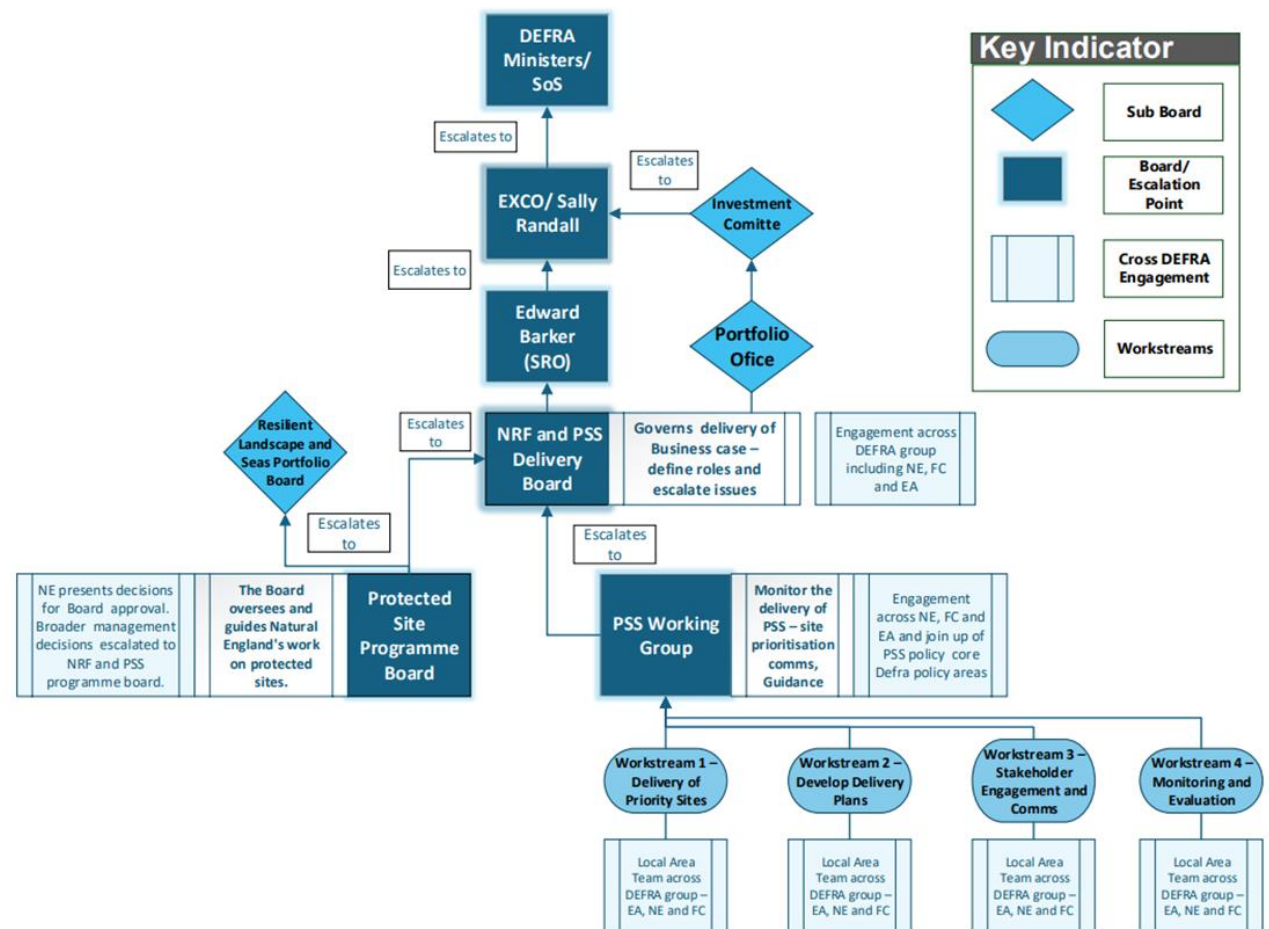 DEFRA
Ministers/
SoS
Key Indicator
Sub Board
Board/
Escalation
Point
Cross DEFRA
Engagement
Workstreams
Escalates to
Escalates
to
EXCO/ Sally
Randall
Investment
Comitte
Escalates to
Edward
Barker
(SRO)
Portfolio
Ofice
Resilient
Landscape and
Seas Portfolio
Board
Escalates
to
NRF and PSS
Delivery
Board
Governs delivery of
Business case –
define roles and
escalate issues
Engagement across
DEFRA group
including NE, FC
and EA
Escalates
to
Escalates
to
NE presents decisions
for Board approval.
Broader management
decisions escalated to
NRF and PSS
programme board.
The Board
oversees and
guides Natural
England's work
on protected
sites.
Protected
Site
Programme
Board
PSS Working
Group
Monitor the
delivery of
PSS – site
prioritisation
comms,
Guidance
Engagement
across NE, FC and
EA and join up of
PSS policy core
Defra policy areas
Workstream 1 –
Delivery of
Priority Sites
Workstream 2 –
Develop Delivery
Plans
Workstream 3 –
Stakeholder
Engagement and
Comms
Workstream 4 –
Monitoring and
Evaluation
Local Area
Team across
DEFRA group –
EA, NE and FC
Local Area
Team across
DEFRA group –
EA, NE and FC
Local Area
Team across
DEFRA group –
EA, NE and FC
Local Area
Team across
DEFRA group –
EA, NE and FC